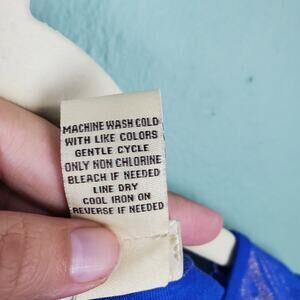 MACHINE WASH COLD
WITH LIKE COLORS
GENTLE CYCLE
ONLY NON CHLORINE
BLEACH IF NEEDED
LINE DRY
COOL IRON ON
REVERSE IF NEEDED